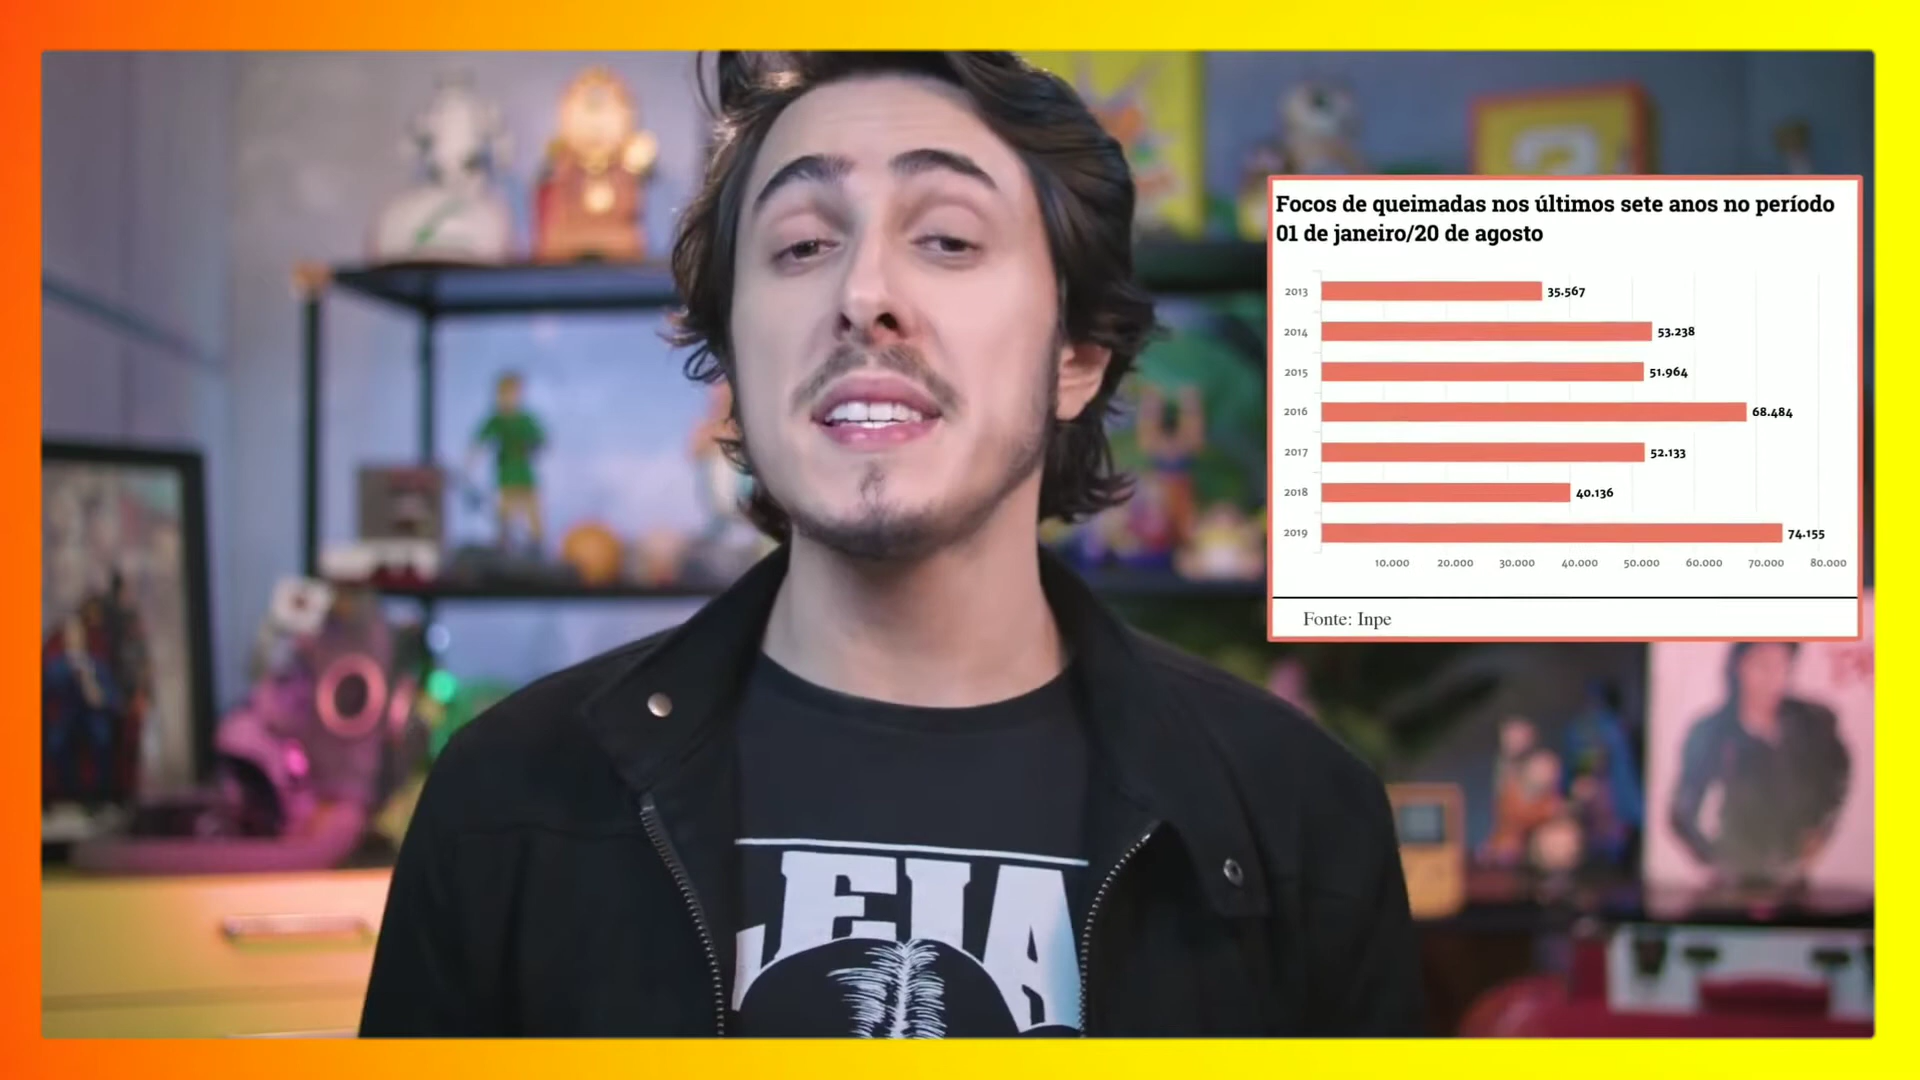 Focos de queimadas nos últimos sete anos no período
01 de janeiro/20 de agosto
2013 35.567
2014 53.238
2015 51.964
2016 68.484
2017 52.133
2018 40.136
2019 74.155
10.000 20.000 30.000 40.000 50.000 60.000 70.000 80.000
Fonte: Inpe
LEIA